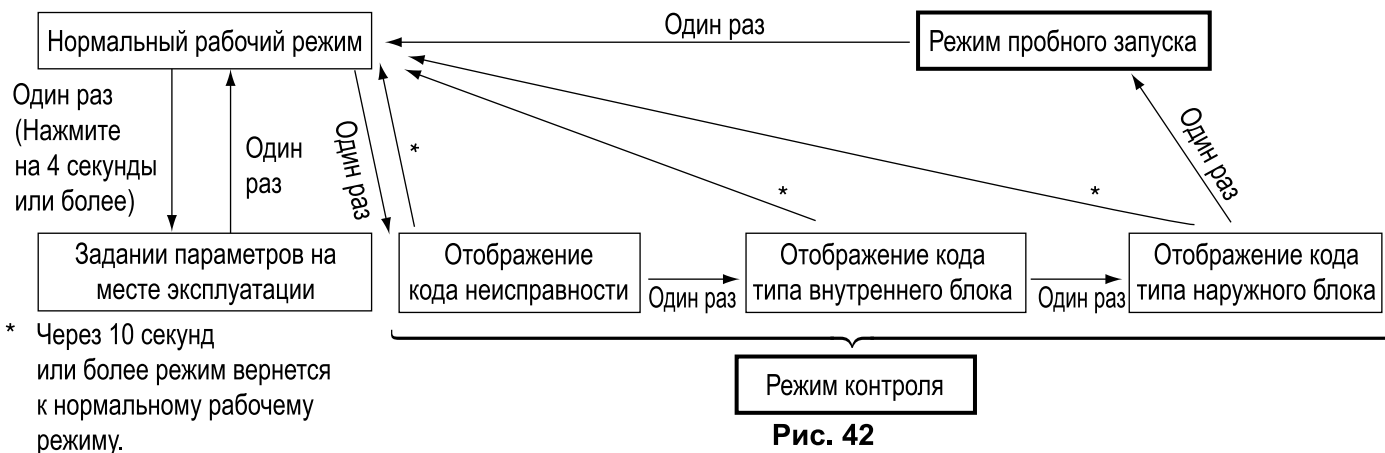 Нормальный рабочий режим
Один раз
Режим пробного запуска
Один раз
(Нажмите
на 4 секунды
или более)
Один
раз
Один раз
*
*
*
Один раз
Задании параметров на
месте эксплуатации
Отображение
кода неисправности
Один раз
Отображение кода
типа внутреннего блока
Один раз
Отображение кода
типа наружного блока
* Через 10 секунд
или более режим вернется
к нормальному рабочему
режиму.
Режим контроля
Рис. 42